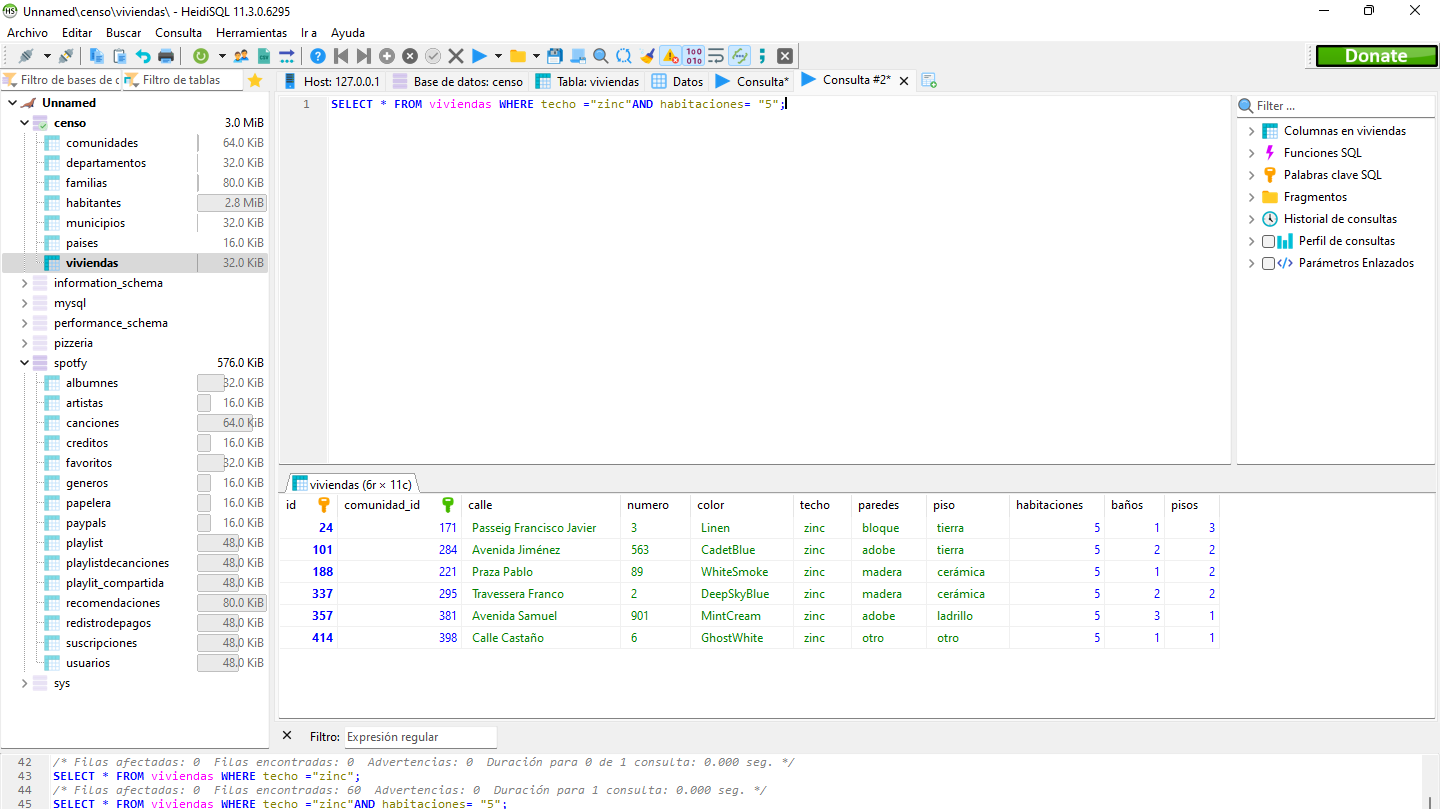 Unnamed\censo\viviendas\ - HeidiSQL 11.3.0.6295
Archivo Editar Buscar Consulta Herramientas Ir a Ayuda
Donate
Filtro de bases de c Filtro de tablas
Host: 127.0.0.1 Base de datos: censo Tabla: viviendas Datos Consulta* Consulta #2*
Unnamed
censo 3.0 MiB
comunidades 64.0 KiB
departamentos 32.0 KiB
familias 80.0 KiB
habitantes 2.8 MiB
municipios 32.0 KiB
paises 16.0 KiB
viviendas 32.0 KiB
information_schema
mysql
performance_schema
pizzeria
spotfy 576.0 KiB
albumnes 32.0 KiB
artistas 16.0 KiB
canciones 64.0 KiB
creditos 16.0 KiB
favoritos 32.0 KiB
generos 16.0 KiB
papelera 16.0 KiB
paypals 16.0 KiB
playlist 48.0 KiB
playlistdecanciones 48.0 KiB
playlit_compartida 48.0 KiB
recomendaciones 80.0 KiB
redistrodepagos 48.0 KiB
suscripciones 48.0 KiB
usuarios 48.0 KiB
sys
1 SELECT * FROM viviendas WHERE techo ="zinc"AND habitaciones= "5";
Filter ...
Columnas en viviendas
Funciones SQL
Palabras clave SQL
Fragmentos
Historial de consultas
Perfil de consultas
Parámetros Enlazados
viviendas (6r × 11c)
id comunidad_id calle numero color techo paredes piso habitaciones baños pisos
24 171 Passeig Francisco Javier 3 Linen zinc bloque tierra 5 1 3
101 284 Avenida Jiménez 563 CadetBlue zinc adobe tierra 5 2 2
188 221 Praza Pablo 89 WhiteSmoke zinc madera cerámica 5 1 2
337 295 Travessera Franco 2 DeepSkyBlue zinc madera cerámica 5 2 2
357 381 Avenida Samuel 901 MintCream zinc adobe ladrillo 5 3 1
414 398 Calle Castaño 6 GhostWhite zinc otro otro 5 1 1
Filtro: Expresión regular
42 /* Filas afectadas: 0 Filas encontradas: 0 Advertencias: 0 Duración para 0 de 1 consulta: 0.000 seg. */
43 SELECT * FROM viviendas WHERE techo ="zinc";
44 /* Filas afectadas: 0 Filas encontradas: 60 Advertencias: 0 Duración para 1 consulta: 0.000 seg. */
45 SELECT * FROM viviendas WHERE techo ="zinc"AND habitaciones= "5";